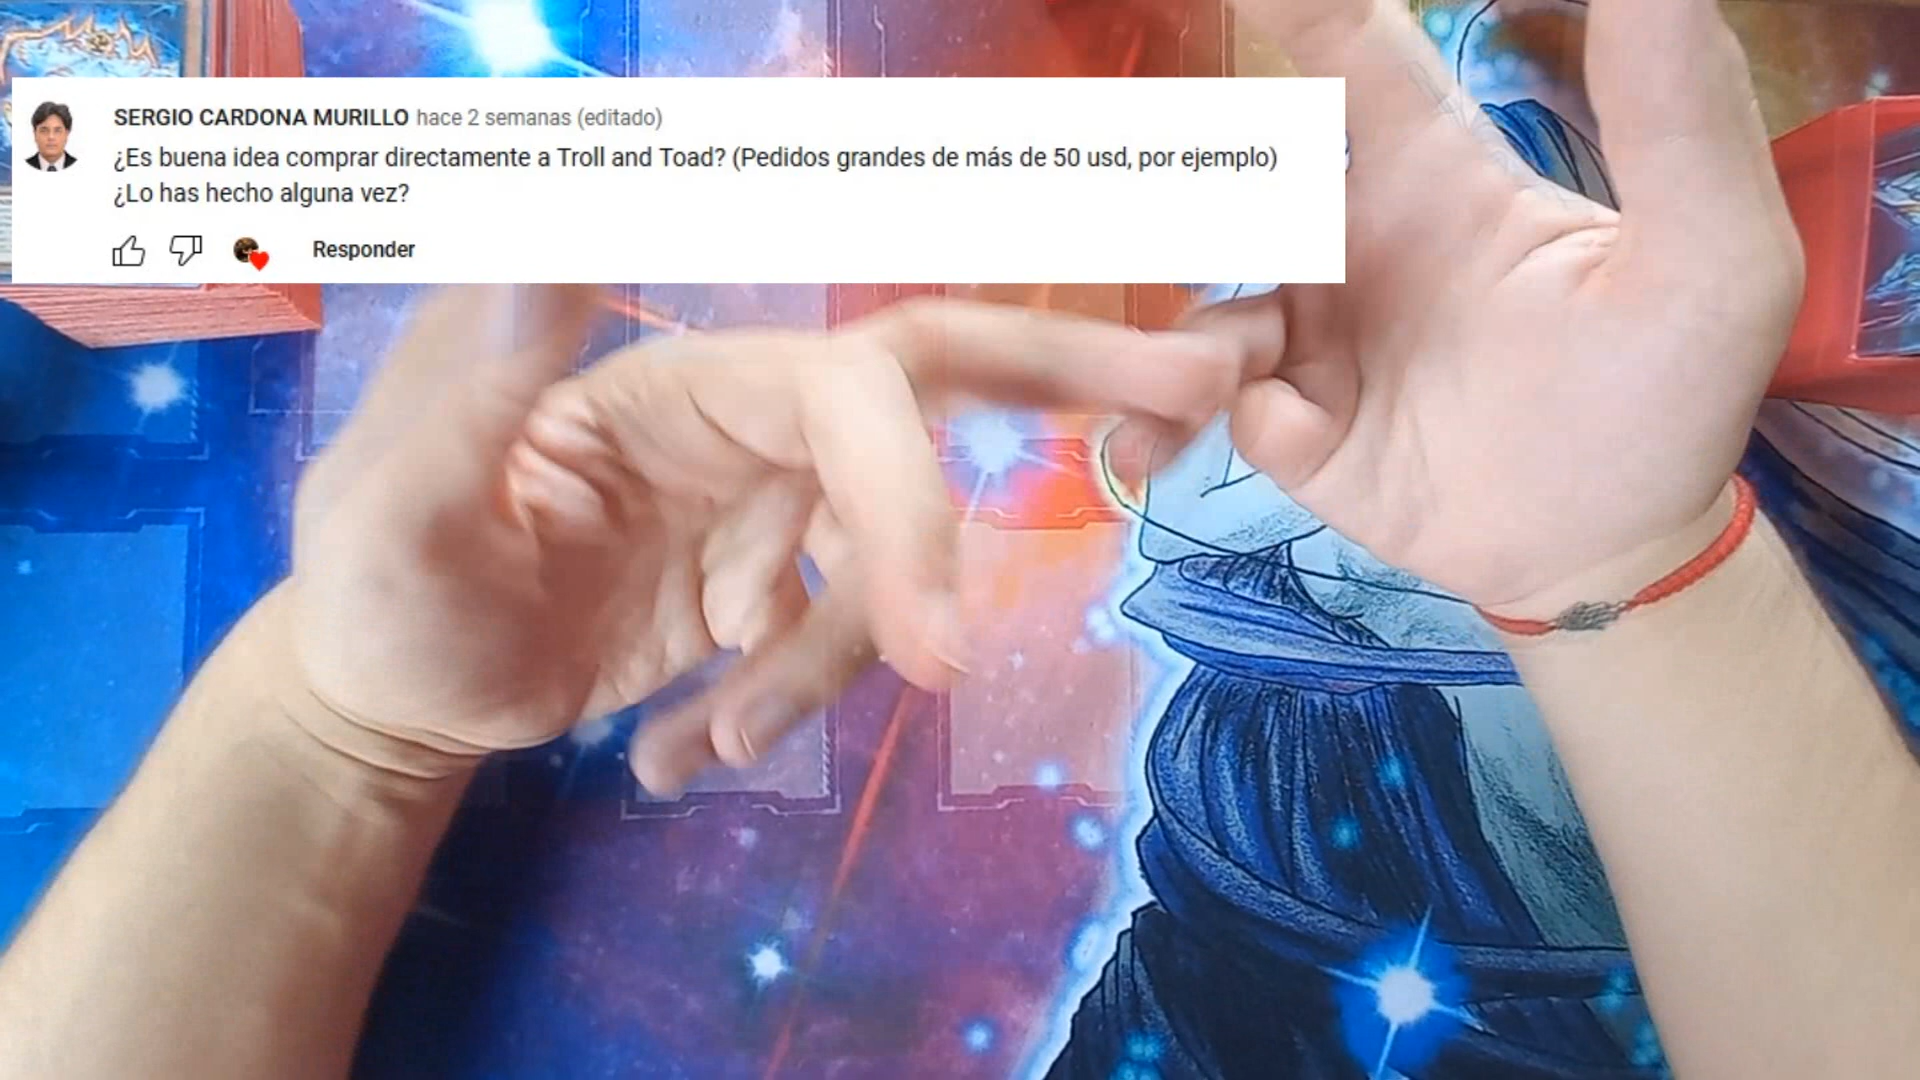 SERGIO CARDONA MURILLO hace 2 semanas (editado)
¿Es buena idea comprar directamente a Troll and Toad? (Pedidos grandes de más de 50 usd, por ejemplo)
¿Lo has hecho alguna vez?
Responder